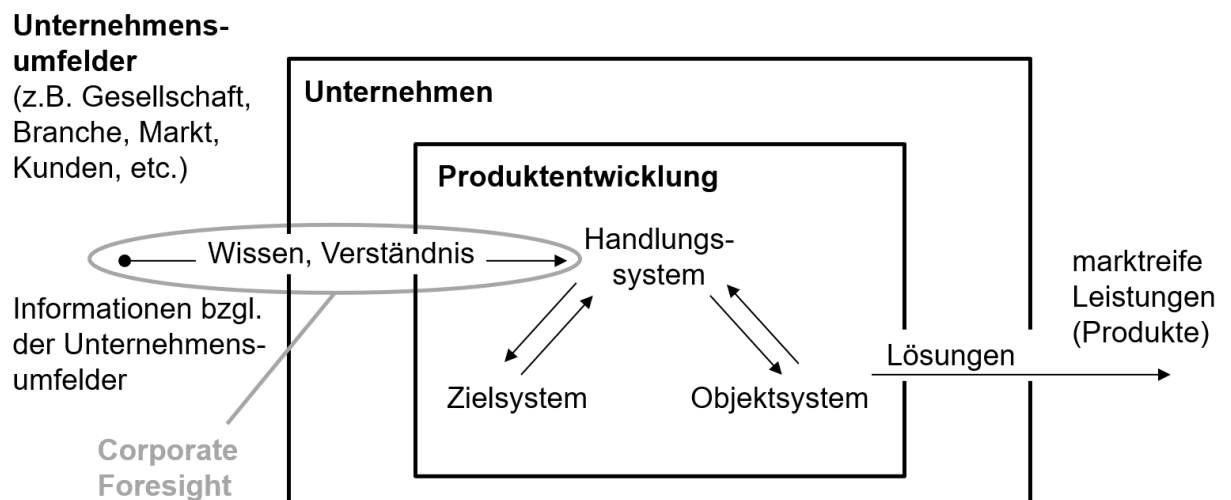 Unternehmens-
umfelder
(z.B. Gesellschaft,
Branche, Markt,
Kunden, etc.)
Unternehmen
Produktentwicklung
Wissen, Verständnis
Handlungs-
system
Informationen bzgl.
der Unternehmens-
umfelder
marktreife
Leistungen
(Produkte)
Lösungen
Zielsystem
Objektsystem
Corporate
Foresight